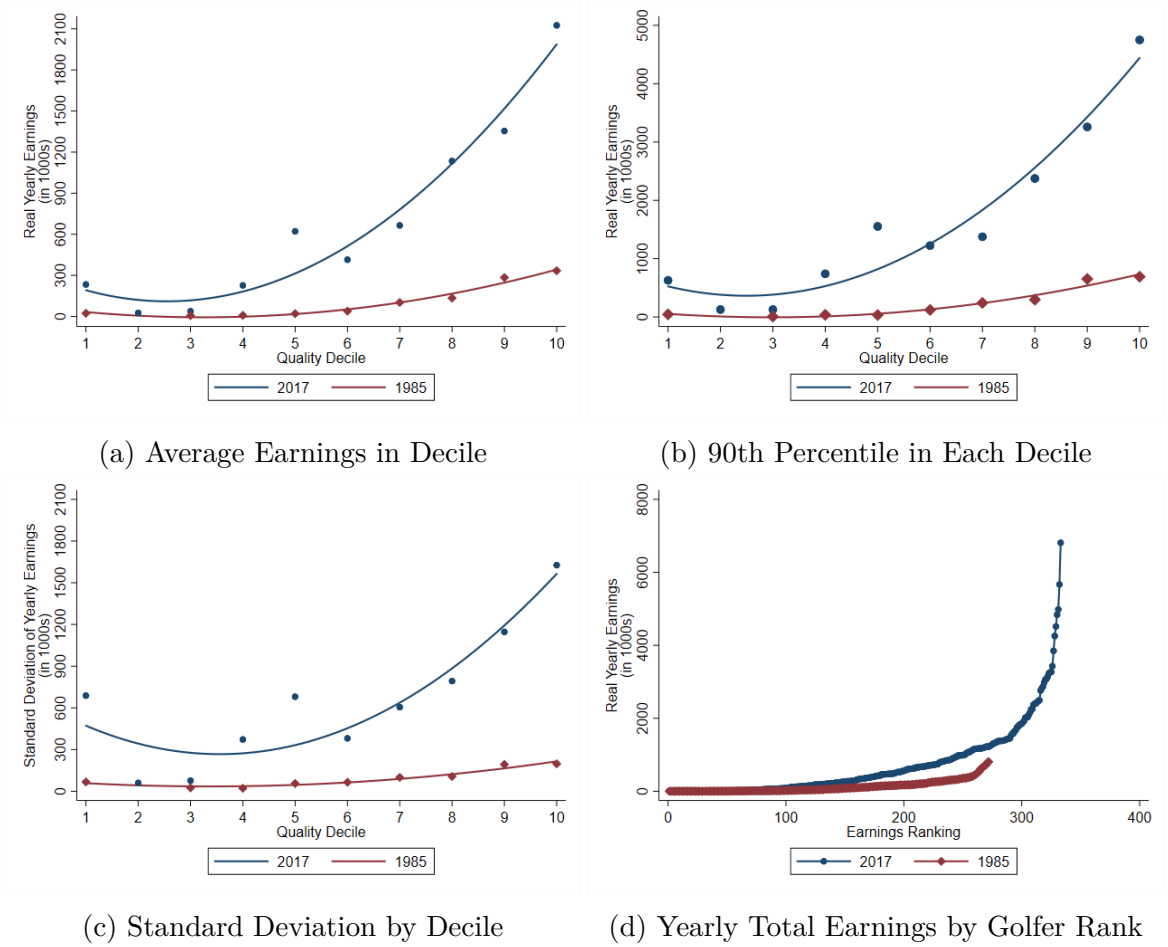 Real Yearly Earnings
(in 1000s)
2100
1800
1500
1200
900
600
300
0
1 2 3 4 5 6 7 8 9 10
Quality Decile
2017 1985
(a) Average Earnings in Decile
Real Yearly Earnings
(in 1000s)
5000
4000
3000
2000
1000
0
1 2 3 4 5 6 7 8 9 10
Quality Decile
2017 1985
(b) 90th Percentile in Each Decile
Standard Deviation of Yearly Earnings
(in 1000s)
2100
1800
1500
1200
900
600
300
0
1 2 3 4 5 6 7 8 9 10
Quality Decile
2017 1985
(c) Standard Deviation by Decile
Real Yearly Earnings
(in 1000s)
8000
6000
4000
2000
0
0 100 200 300 400
Earnings Ranking
2017 1985
(d) Yearly Total Earnings by Golfer Rank